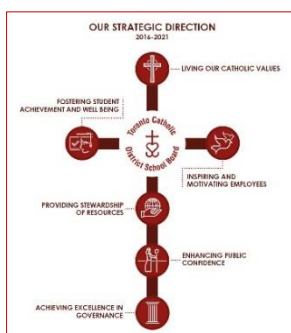 OUR STRATEGIC DIRECTION
2016-2021
LIVING OUR CATHOLIC VALUES
FOSTERING STUDENT
ACHIEVEMENT AND WELL BEING
Toronto Catholic
District School Board
INSPIRING AND
MOTIVATING EMPLOYEES
PROVIDING STEWARDSHIP
OF RESOURCES
ENHANCING PUBLIC
CONFIDENCE
ACHIEVING EXCELLENCE IN
GOVERNANCE